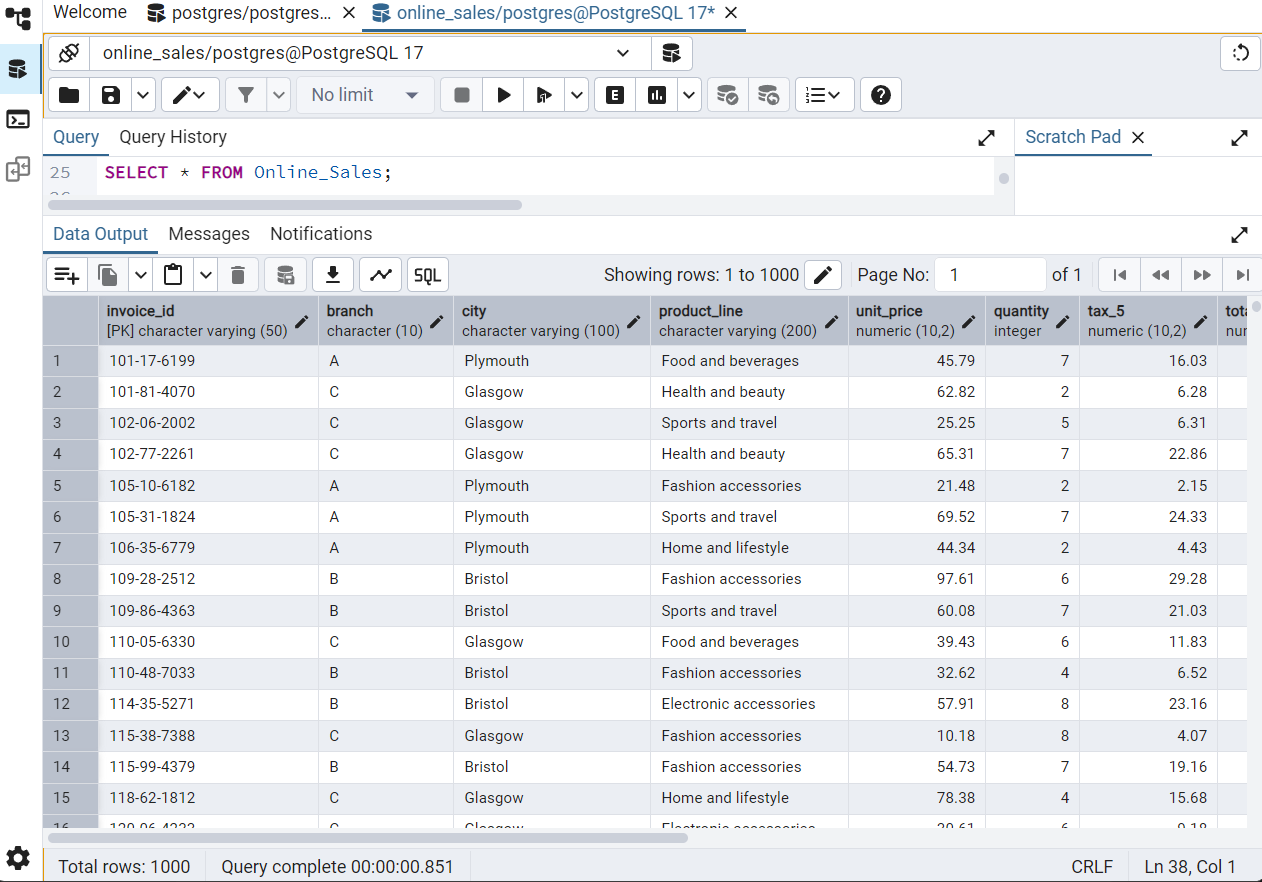 Welcome postgres/postgres... online_sales/postgres@PostgreSQL 17*
online_sales/postgres@PostgreSQL 17
No limit E
Query Query History Scratch Pad
25 SELECT * FROM Online_Sales;
Data Output Messages Notifications
SQL Showing rows: 1 to 1000 Page No: 1 of 1
invoice_id branch city product_line unit_price quantity tax_5
[PK] character varying (50) character (10) character varying (100) character varying (200) numeric (10,2) integer numeric (10,2)
1 101-17-6199 A Plymouth Food and beverages 45.79 7 16.03
2 101-81-4070 C Glasgow Health and beauty 62.82 2 6.28
3 102-06-2002 C Glasgow Sports and travel 25.25 5 6.31
4 102-77-2261 C Glasgow Health and beauty 65.31 7 22.86
5 105-10-6182 A Plymouth Fashion accessories 21.48 2 2.15
6 105-31-1824 A Plymouth Sports and travel 69.52 7 24.33
7 106-35-6779 A Plymouth Home and lifestyle 44.34 2 4.43
8 109-28-2512 B Bristol Fashion accessories 97.61 6 29.28
9 109-86-4363 B Bristol Sports and travel 60.08 7 21.03
10 110-05-6330 C Glasgow Food and beverages 39.43 6 11.83
11 110-48-7033 B Bristol Fashion accessories 32.62 4 6.52
12 114-35-5271 B Bristol Electronic accessories 57.91 8 23.16
13 115-38-7388 C Glasgow Fashion accessories 10.18 8 4.07
14 115-99-4379 B Bristol Fashion accessories 54.73 7 19.16
15 118-62-1812 C Glasgow Home and lifestyle 78.38 4 15.68
Total rows: 1000 Query complete 00:00:00.851 CRLF Ln 38, Col 1